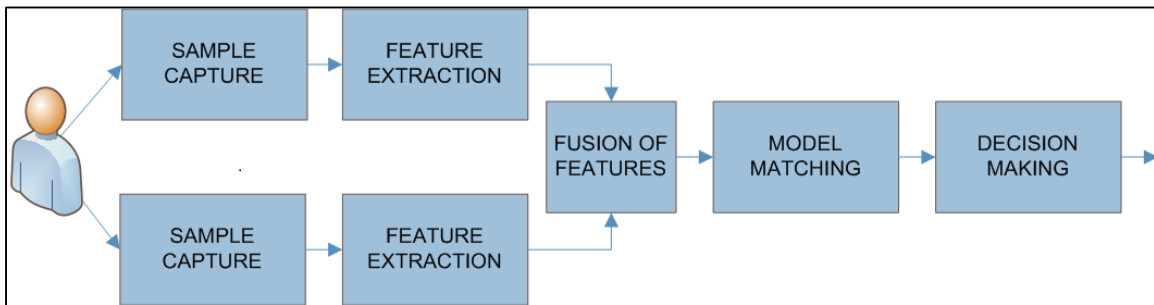 SAMPLE
CAPTURE
FEATURE
EXTRACTION
FUSION OF
FEATURES
MODEL
MATCHING
DECISION
MAKING
SAMPLE
CAPTURE
FEATURE
EXTRACTION